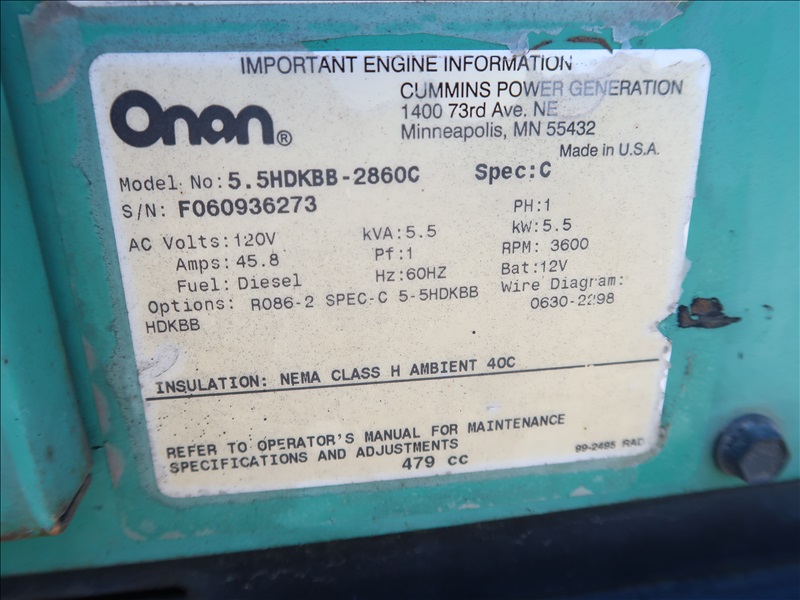 IMPORTANT ENGINE INFORMATION
Onan®
CUMMINS POWER GENERATION
1400 73rd Ave. NE
Minneapolis, MN 55432
Made in U.S.A.
Model No: 5.5HDKBB-2860C Spec:C
S/N: F060936273
PH:1
AC Volts:120V kVA:5.5 kW:5.5
Amps:45.8 Pf:1 RPM: 3600
Fuel: Diesel Hz:60HZ Bat:12V
Options: R086-2 SPEC-C 5-5HDKBB Wire Diagram:
HDKBB 0630-2298
INSULATION: NEMA CLASS H AMBIENT 40C
REFER TO OPERATOR'S MANUAL FOR MAINTENANCE
SPECIFICATIONS AND ADJUSTMENTS
479 CC
99-2495 RAD